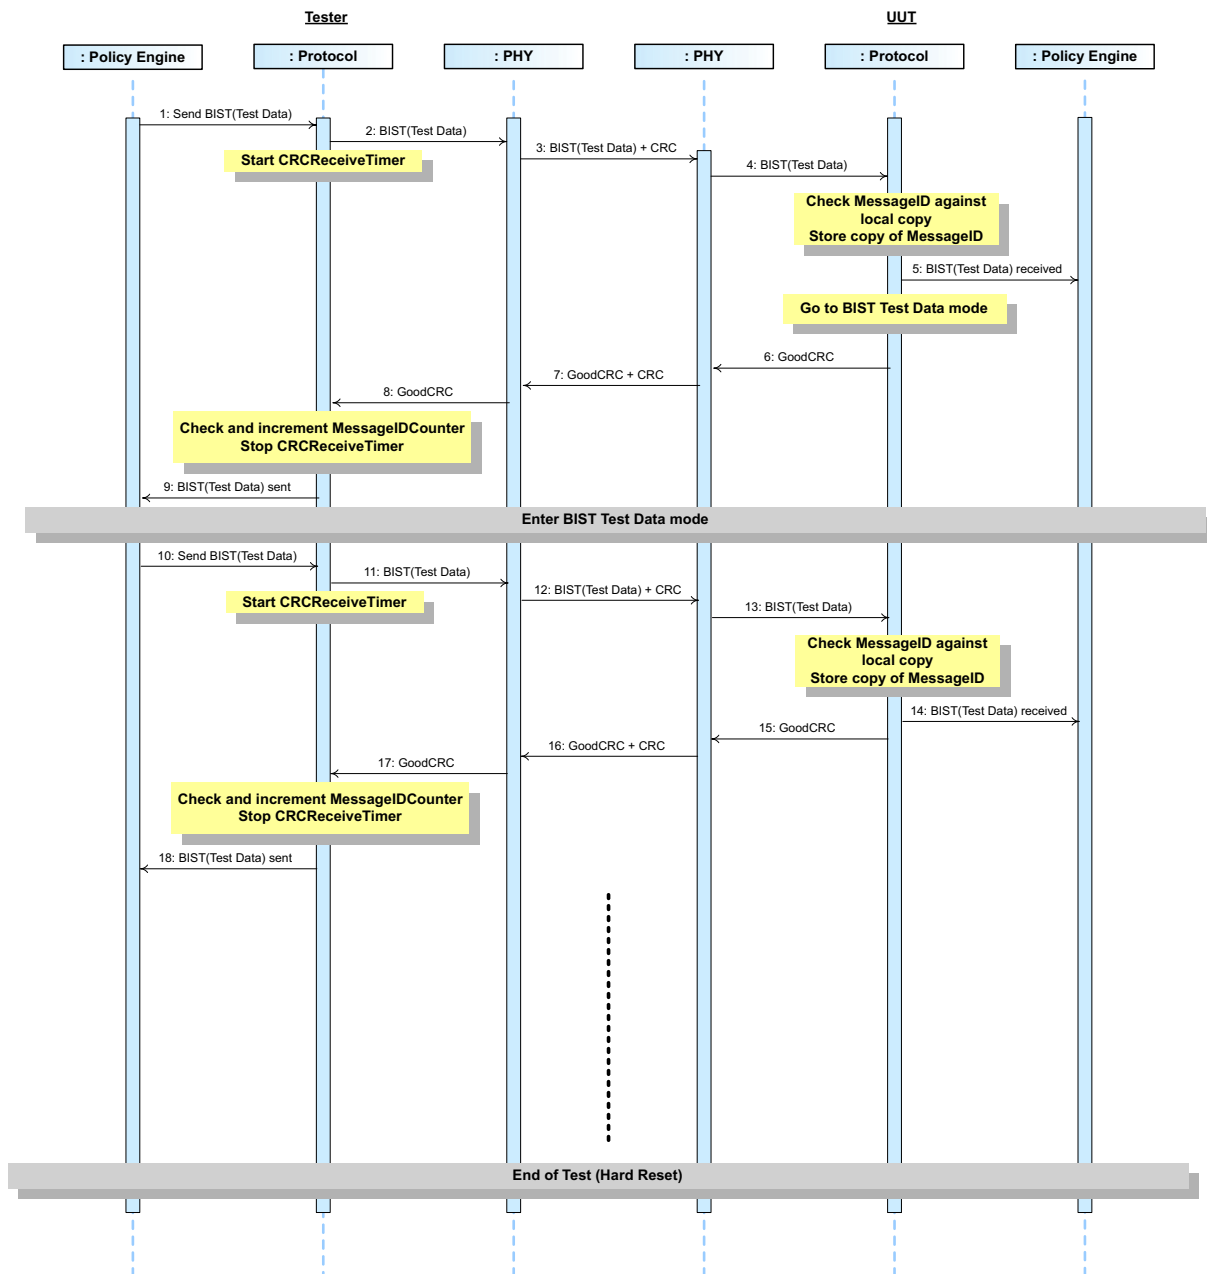 Tester
UUT
: Policy Engine
: Protocol
: PHY
: PHY
: Protocol
: Policy Engine
1: Send BIST(Test Data)
2: BIST(Test Data)
3: BIST(Test Data) + CRC
Start CRCReceiveTimer
4: BIST(Test Data)
Check MessageID against
local copy
Store copy of MessageID
5: BIST(Test Data) received
Go to BIST Test Data mode
6: GoodCRC
7: GoodCRC + CRC
8: GoodCRC
Check and increment MessageIDCounter
Stop CRCReceiveTimer
9: BIST(Test Data) sent
Enter BIST Test Data mode
10: Send BIST(Test Data)
11: BIST(Test Data)
12: BIST(Test Data) + CRC
Start CRCReceiveTimer
13: BIST(Test Data)
Check MessageID against
local copy
Store copy of MessageID
14: BIST(Test Data) received
15: GoodCRC
16: GoodCRC + CRC
17: GoodCRC
Check and increment MessageIDCounter
Stop CRCReceiveTimer
18: BIST(Test Data) sent
End of Test (Hard Reset)